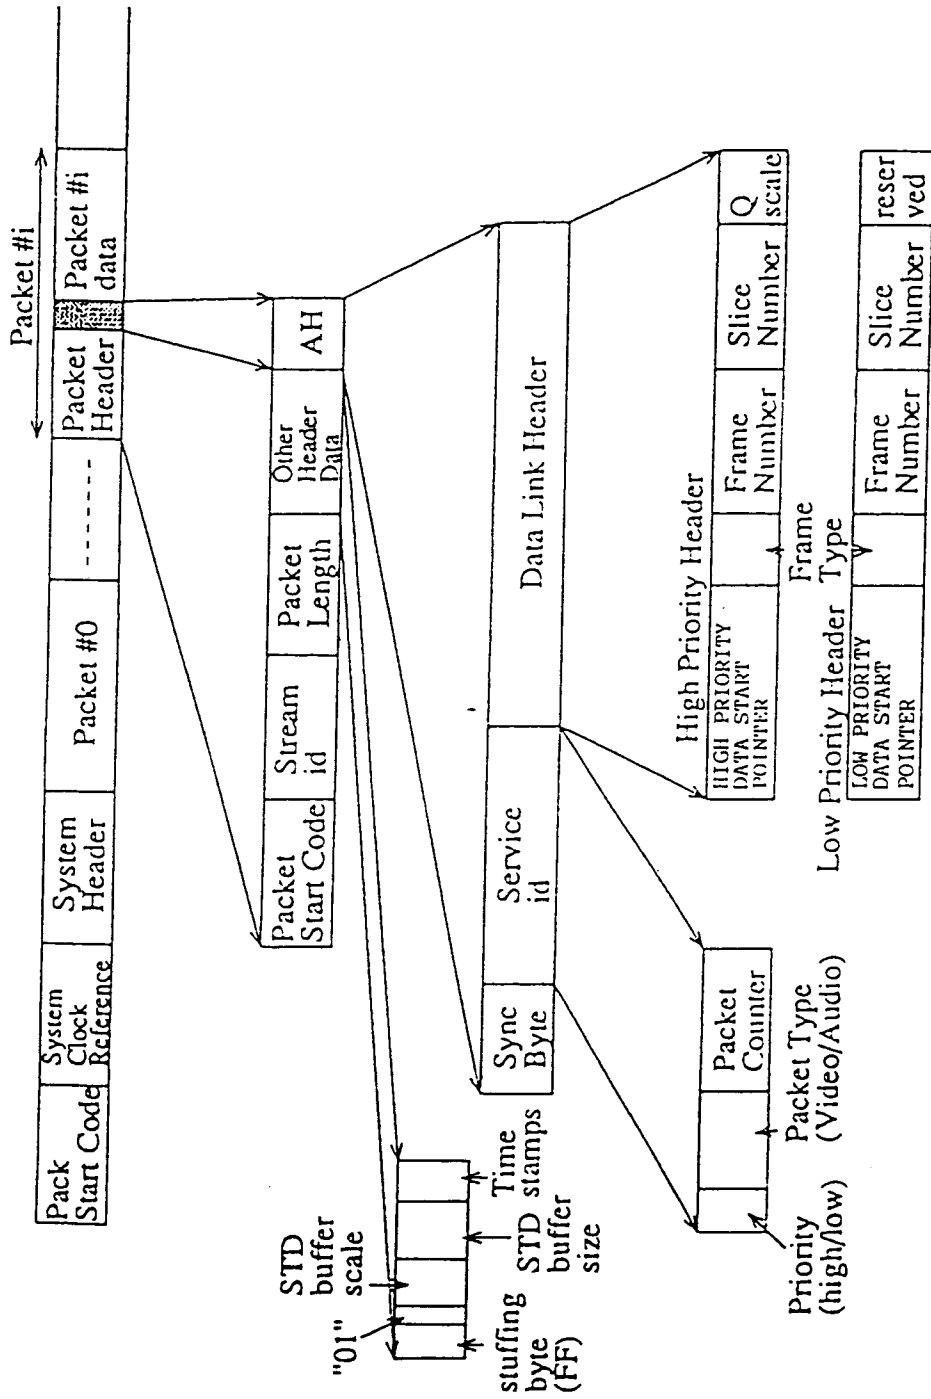 Packet #i
Pack
Start Code
System
Clock
Reference
System
Header
Packet #0
-------
Packet
Header
Packet #i
data
Packet
Start Code
Stream
id
Packet
Length
Other
Header
Data
AH
"01"
STD
buffer
scale
stuffing
byte
(FF)
STD
buffer
size
Time
stamps
Sync
Byte
Service
id
Data Link Header
Priority
(high/low)
Packet Type
(Video/Audio)
Packet
Counter
High Priority Header
HIGH PRIORITY
DATA START
POINTER
Frame
Number
Slice
Number
Q
scale
Frame
Type
Low Priority Header
LOW PRIORITY
DATA START
POINTER
Frame
Number
Slice
Number
reser
ved